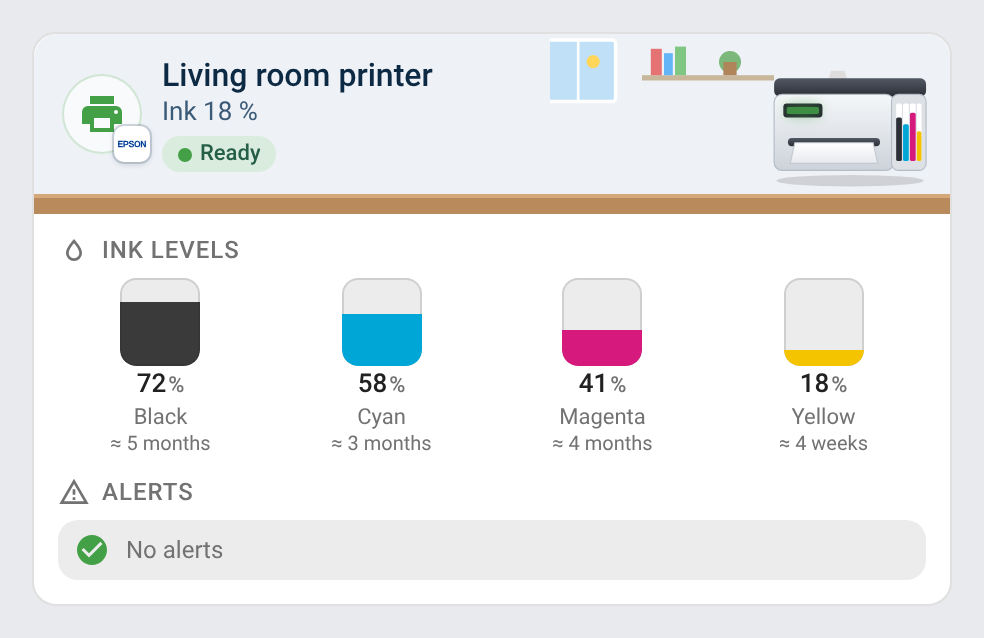 Living room printer
Ink 18 %
EPSON
Ready
INK LEVELS
72% 58% 41% 18%
Black Cyan Magenta Yellow
≈ 5 months ≈ 3 months ≈ 4 months ≈ 4 weeks
ALERTS
No alerts